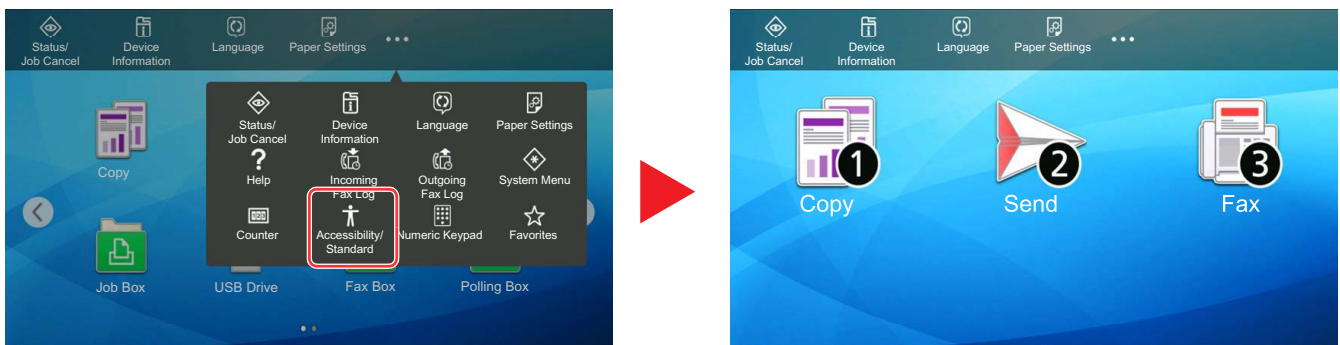 Status/
Job Cancel
Device
Information
Language
Paper Settings
Status/
Job Cancel
Device
Information
Language
Paper Settings
?
Help
Incoming
Fax Log
Outgoing
Fax Log
System Menu
000
Counter
Accessibility/
Standard
Numeric Keypad
Favorites
Copy
Job Box
USB Drive
Fax Box
Polling Box
Status/
Job Cancel
Device
Information
Language
Paper Settings
1
Copy
2
Send
3
Fax